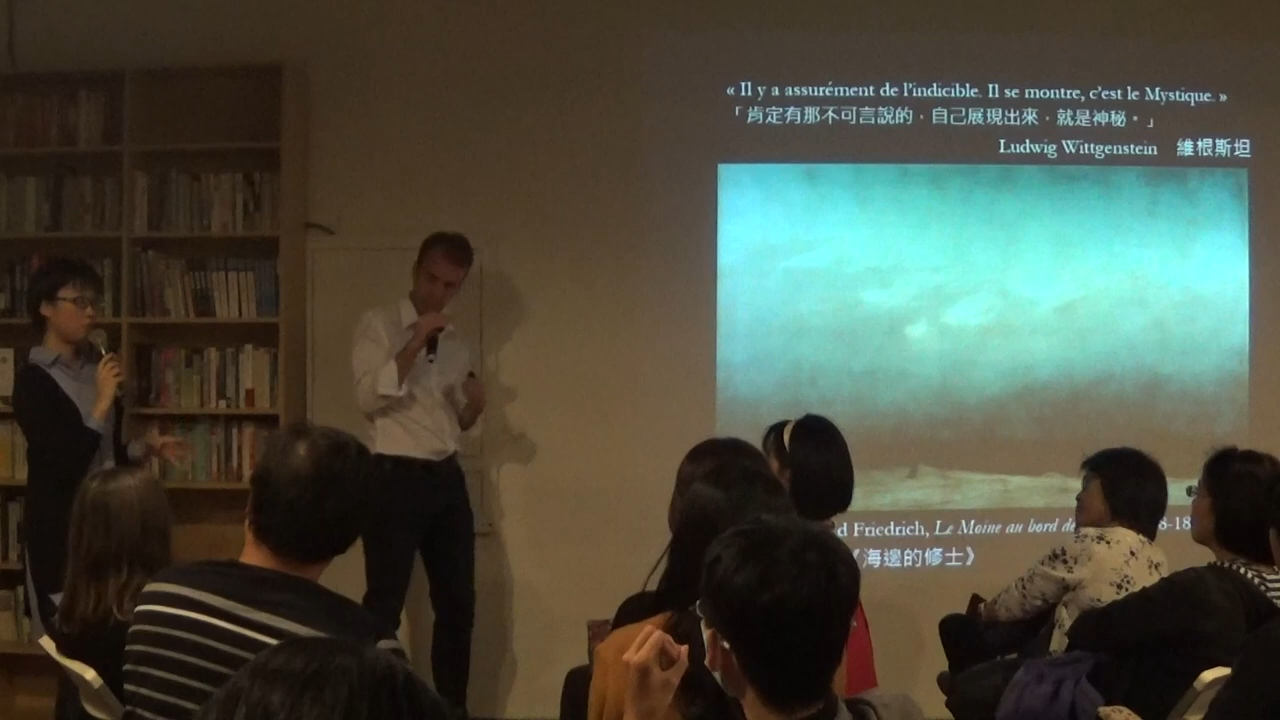 « Il y a assurément de l'indicible. Il se montre, c'est le Mystique. »
「肯定有那不可言說的，自己展現出來，就是神秘。」
Ludwig Wittgenstein 維根斯坦
d Friedrich, Le Moine au bord de 8-18
《海邊的修士》